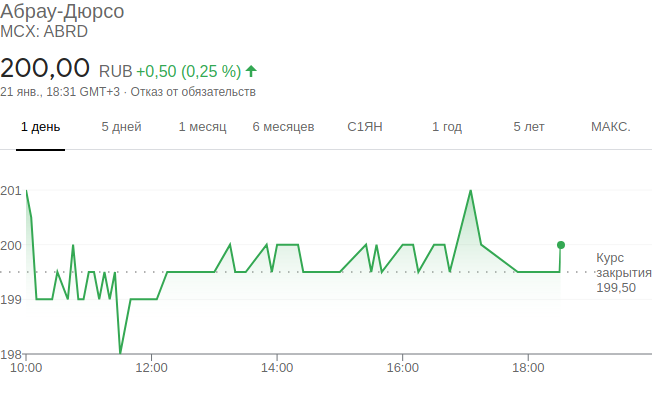 Абрау-Дюрсо
MCX: ABRD
200,00 RUB +0,50 (0,25 %)
21 янв., 18:31 GMT+3 · Отказ от обязательств
1 день 5 дней 1 месяц 6 месяцев С1ЯН 1 год 5 лет МАКС.
201
200
Курс
закрытия
199,50
199
198
10:00 12:00 14:00 16:00 18:00